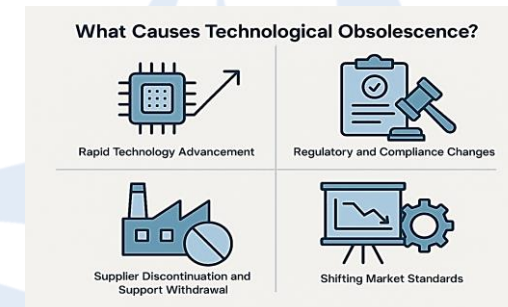 What Causes Technological Obsolescence?
Rapid Technology Advancement
Regulatory and Compliance Changes
Supplier Discontinuation and
Support Withdrawal
Shifting Market Standards